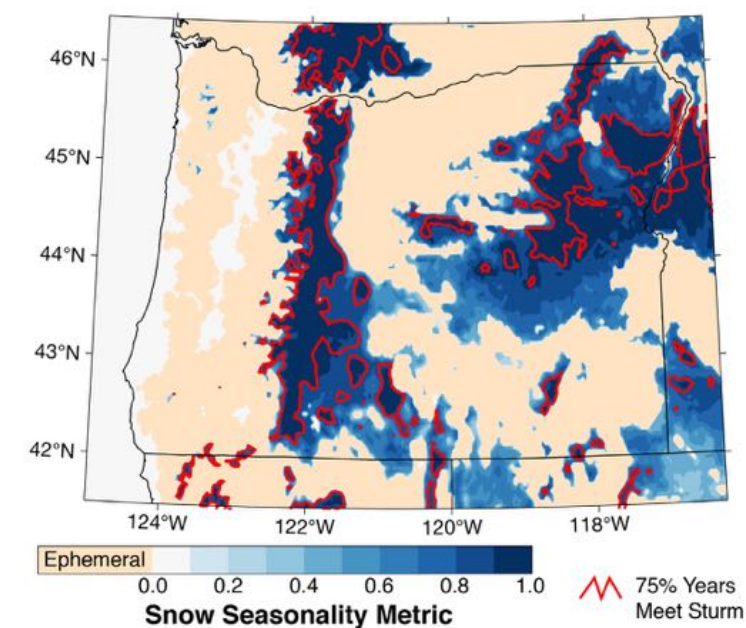 46°N
45°N
44°N
43°N
42°N
124°W 122°W 120°W 118°W
Ephemeral
0.0 0.2 0.4 0.6 0.8 1.0
Snow Seasonality Metric
75% Years
Meet Sturm